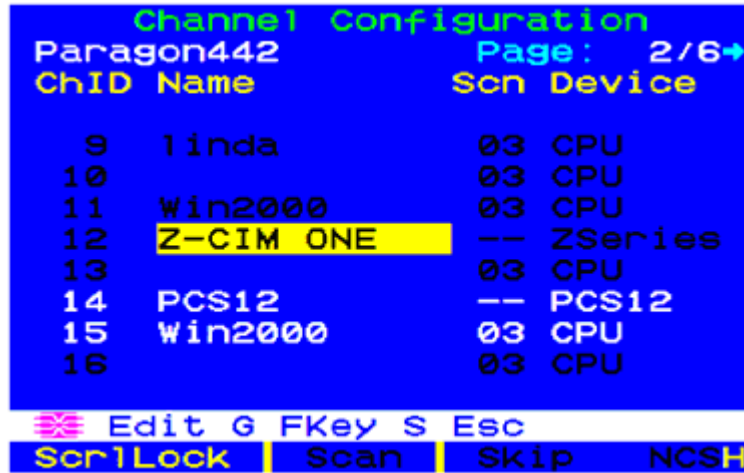 Channel Configuration
Paragon442 Page: 2/6→
ChID Name Scn Device
9 linda 03 CPU
10 03 CPU
11 Win2000 03 CPU
12 Z-CIM ONE -- ZSeries
13 03 CPU
14 PCS12 -- PCS12
15 Win2000 03 CPU
16 03 CPU
Edit G FKey S Esc
ScrlLock Scan Skip NCSH